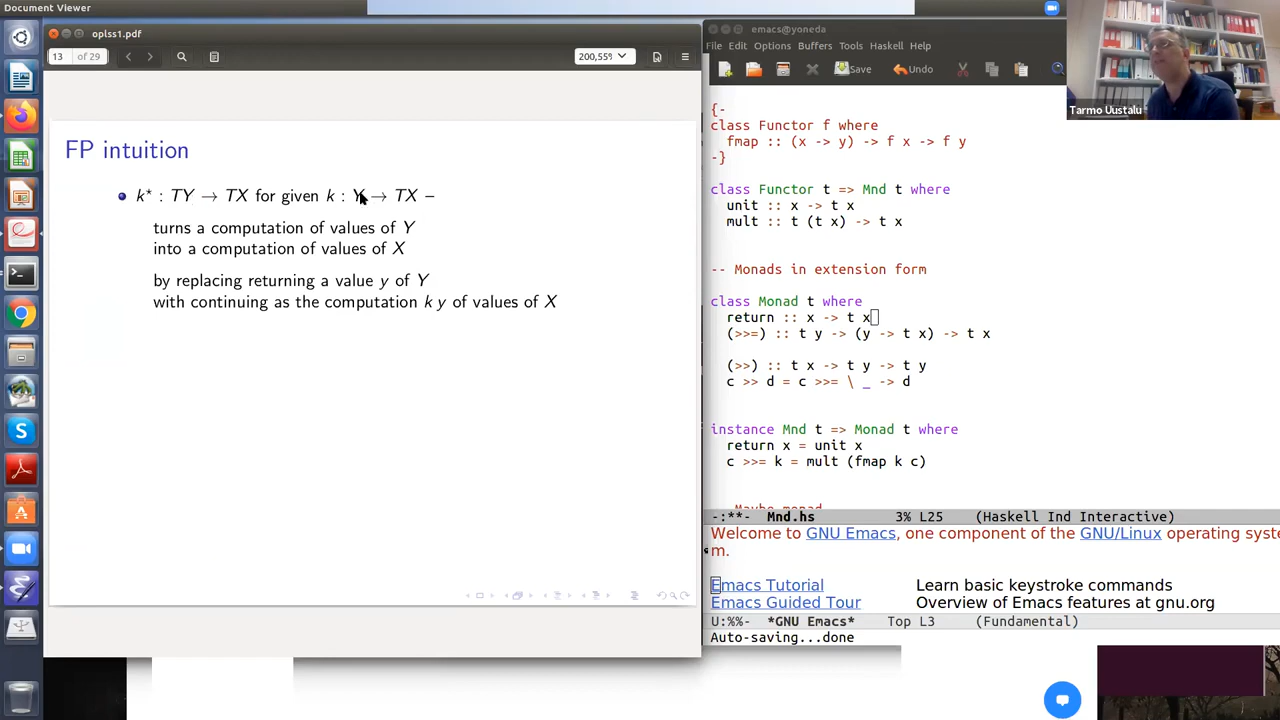 Document Viewer
oplss1.pdf
13 of 29
200,55%
FP intuition
k⋆ : TY → TX for given k : Y → TX –
turns a computation of values of Y
into a computation of values of X
by replacing returning a value y of Y
with continuing as the computation k y of values of X
emacs@yoneda
File Edit Options Buffers Tools Haskell Help
Save Undo
{-
class Functor f where
fmap :: (x -> y) -> f x -> f y
-}
class Functor t => Mnd t where
unit :: x -> t x
mult :: t (t x) -> t x
-- Monads in extension form
class Monad t where
return :: x -> t x
(>>=) :: t y -> (y -> t x) -> t x
(>>) :: t x -> t y -> t y
c >> d = c >>= \ _ -> d
instance Mnd t => Monad t where
return x = unit x
c >>= k = mult (fmap k c)
-- Maybe monad
-:**- Mnd.hs 3% L25 (Haskell Ind Interactive)
Welcome to GNU Emacs, one component of the GNU/Linux operating syste
m.
Emacs Tutorial Learn basic keystroke commands
Emacs Guided Tour Overview of Emacs features at gnu.org
U:%%- *GNU Emacs* Top L3 (Fundamental)
Auto-saving...done
Tarmo Uustalu